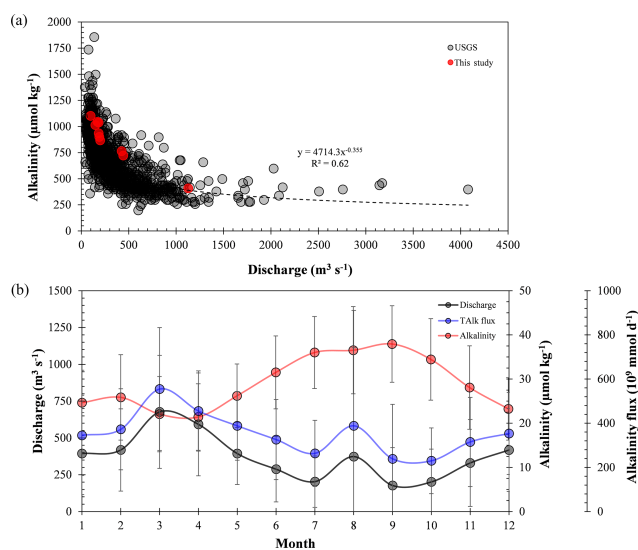 (a)
2000
1750
1500
1250
1000
750
500
250
0
Alkalinity (µmol kg⁻¹)
USGS
This study
y = 4714.3x⁻⁰·³⁵⁵
R² = 0.62
0 500 1000 1500 2000 2500 3000 3500 4000 4500
Discharge (m³ s⁻¹)
(b)
1500
1250
1000
750
500
250
0
Discharge (m³ s⁻¹)
Discharge
TAlk flux
Alkalinity
50
40
30
20
10
0
Alkalinity (µmol kg⁻¹)
1000
800
600
400
200
0
Alkalinity flux (10⁹ mmol d⁻¹)
1 2 3 4 5 6 7 8 9 10 11 12
Month